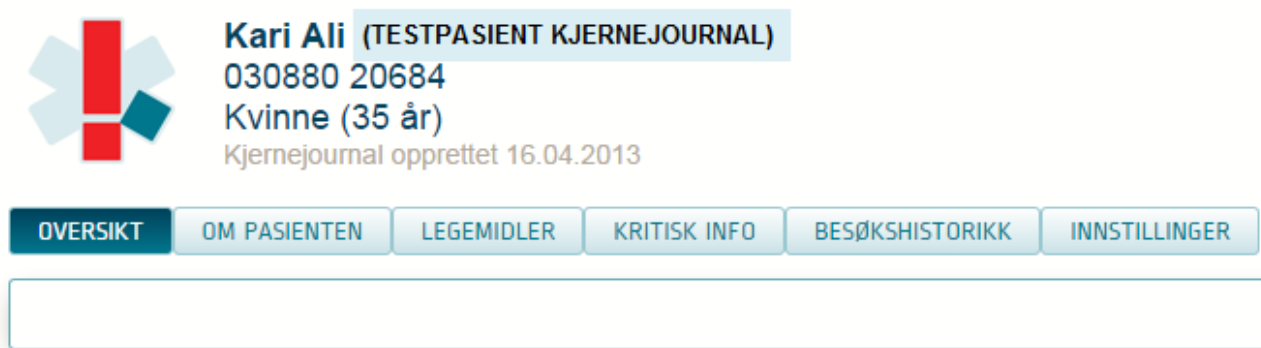 Kari Ali (TESTPASIENT KJERNEJOURNAL)
030880 20684
Kvinne (35 år)
Kjernejournal opprettet 16.04.2013
OVERSIKT OM PASIENTEN LEGEMIDLER KRITISK INFO BESØKSHISTORIKK INNSTILLINGER